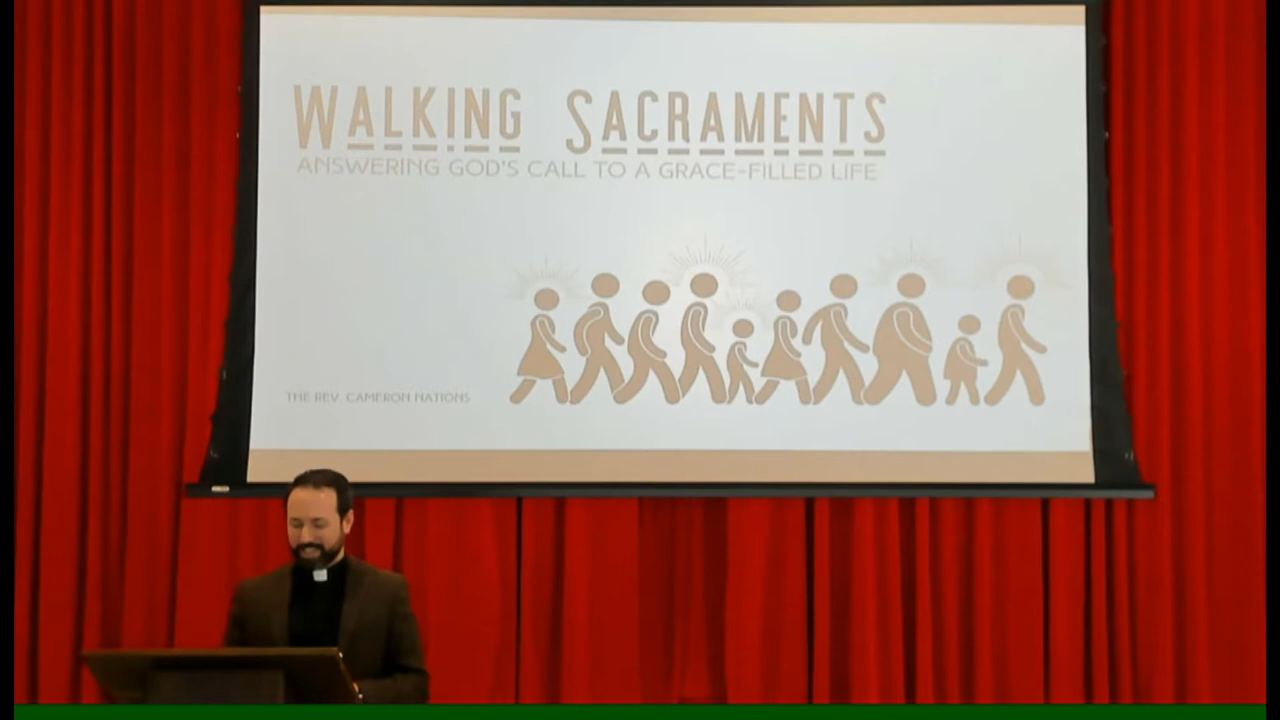 WALKING SACRAMENTS
ANSWERING GOD'S CALL TO A GRACE-FILLED LIFE
THE REV. CAMERON NATIONS